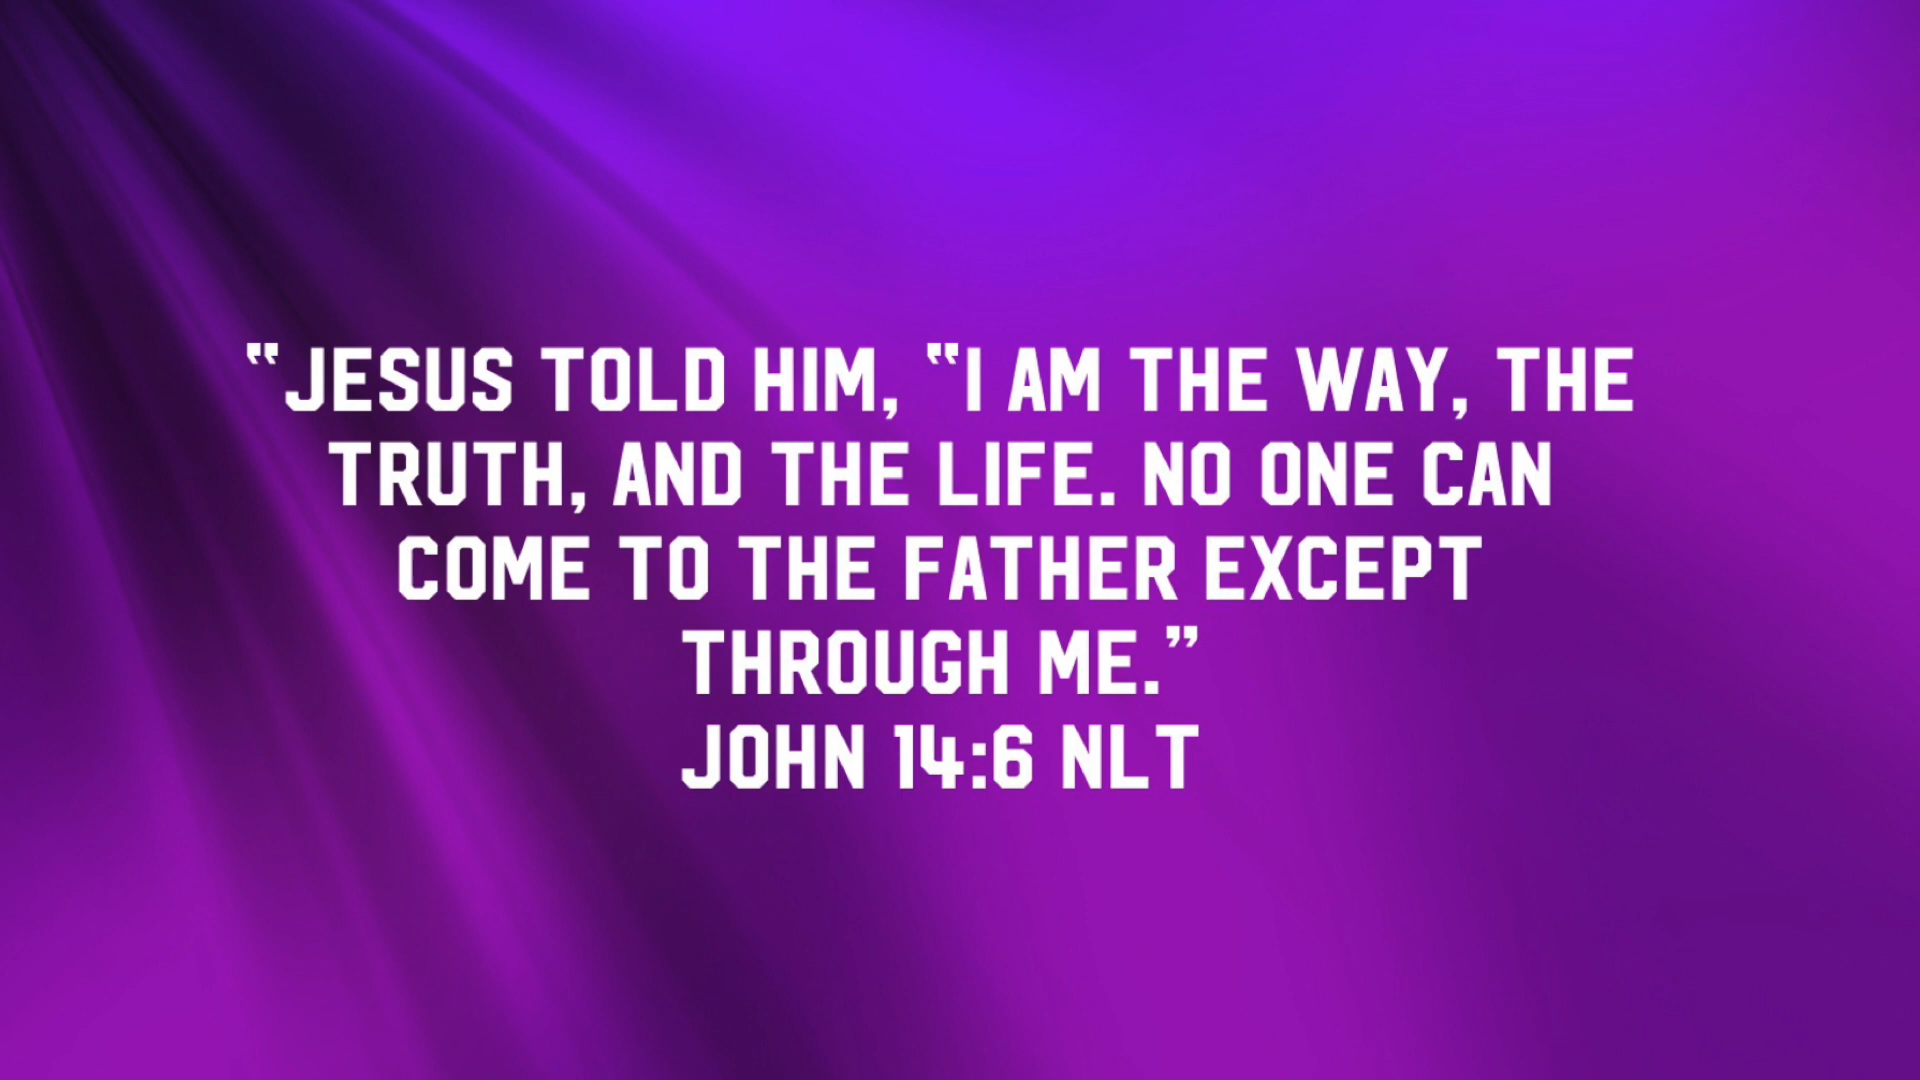 “JESUS TOLD HIM, “I AM THE WAY, THE
TRUTH, AND THE LIFE. NO ONE CAN
COME TO THE FATHER EXCEPT
THROUGH ME.”
JOHN 14:6 NLT